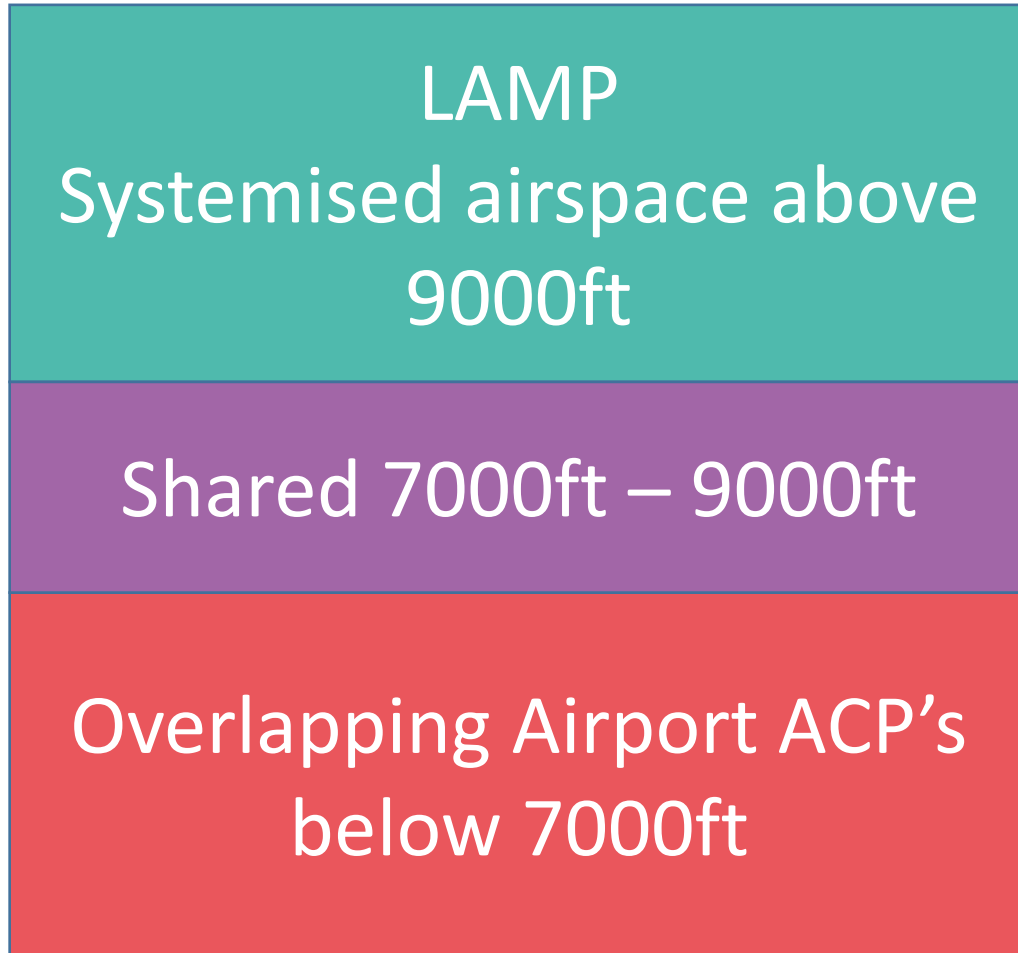 LAMP
Systemised airspace above
9000ft
Shared 7000ft – 9000ft
Overlapping Airport ACP’s
below 7000ft